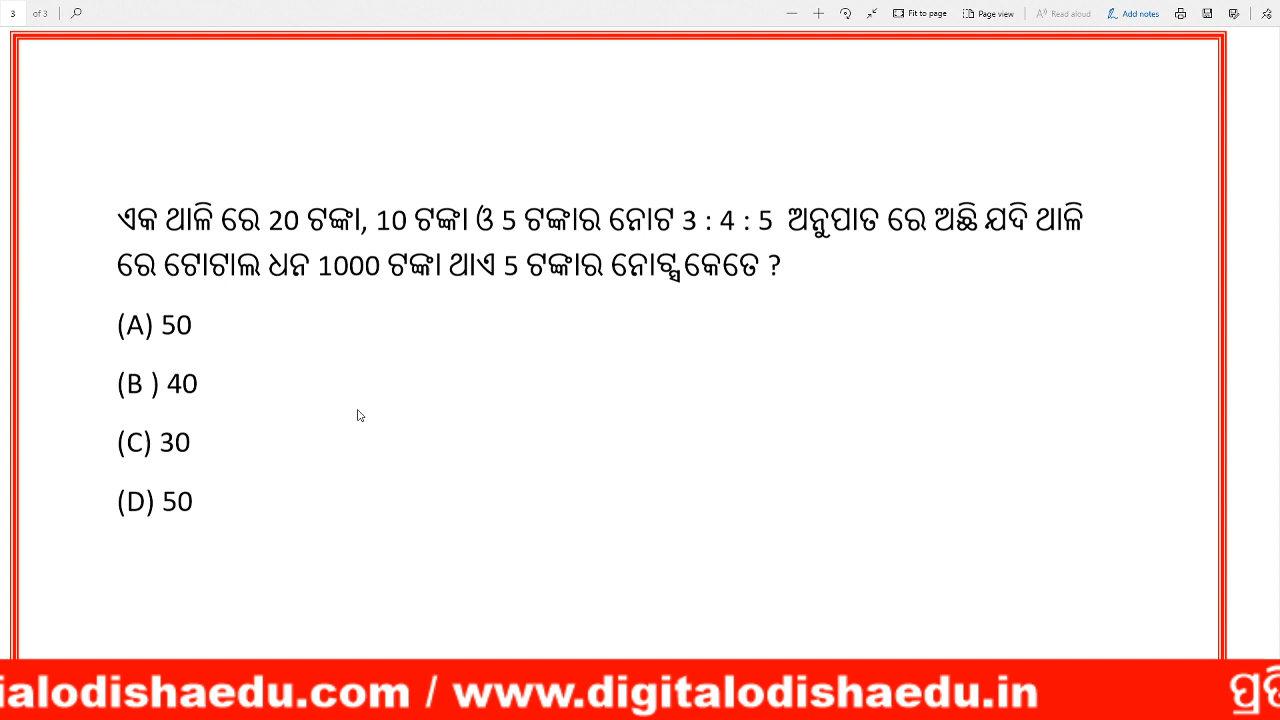 3 of 3 Fit to page Page view Read aloud Add notes
ଏକ ଥାଳି ରେ 20 ଟଙ୍କା, 10 ଟଙ୍କା ଓ 5 ଟଙ୍କାର ନୋଟ 3 : 4 : 5 ଅନୁପାତ ରେ ଅଛି ଯଦି ଥାଳି
ରେ ଟୋଟାଲ ଧନ 1000 ଟଙ୍କା ଥାଏ 5 ଟଙ୍କାର ନୋଟ୍ସ କେତେ ?
(A) 50
(B ) 40
(C) 30
(D) 50
ialodishaedu.com / www.digitalodishaedu.in